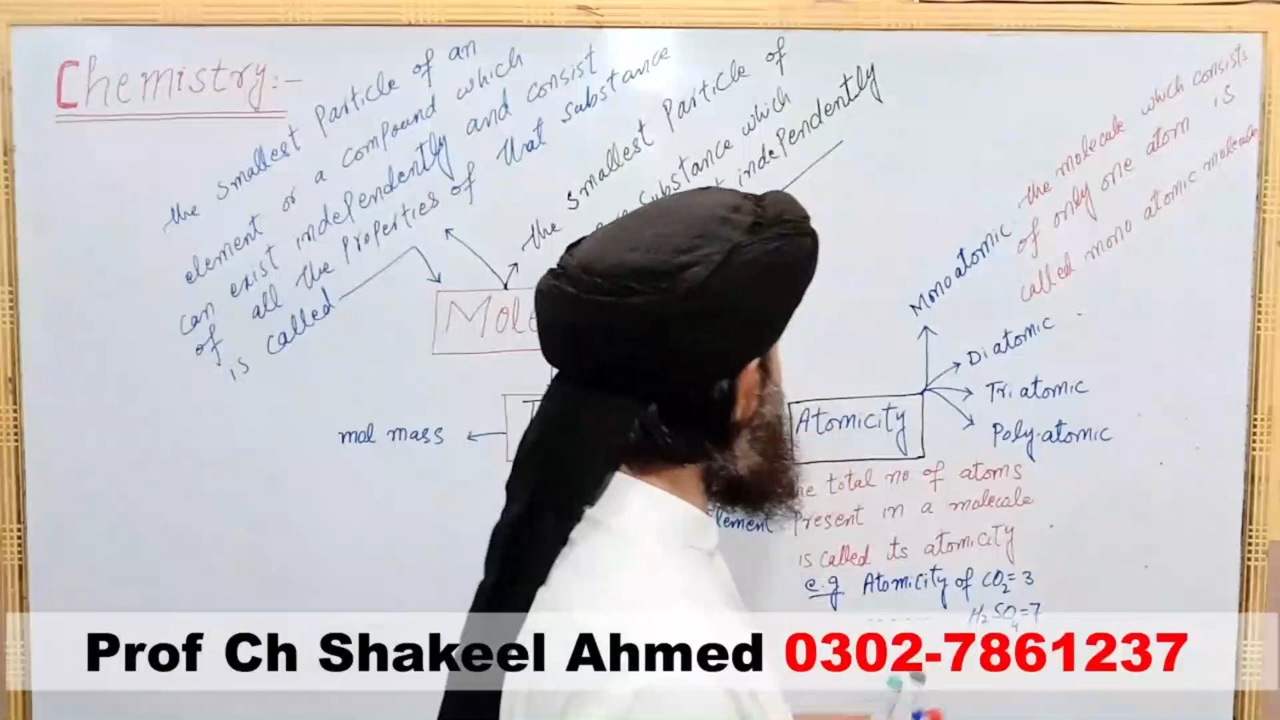 Chemistry:-
the smallest Particle of an
element or a compound which
can exist independently and consist
of all the Properties of that substance
is called
the smallest Particle of
substance which
independently
Mole
mol mass
Atomicity
Monoatomic
the molecule which consists
of only one atom is
called mono atomic molecule
Diatomic
Tri atomic
Poly.atomic
total no of atoms
Present in a molecule
is called its atomicity
lement
e.g Atomicity of CO₂=3
H₂SO₄=7
Prof Ch Shakeel Ahmed 0302-7861237